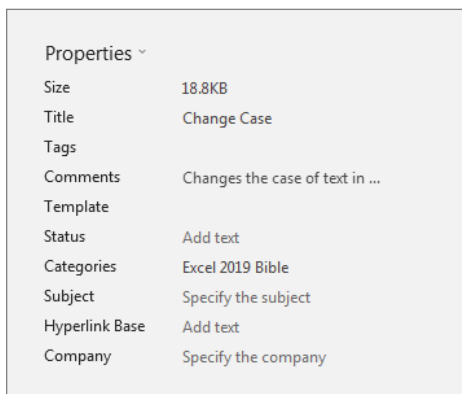 Properties
Size 18.8KB
Title Change Case
Tags
Comments Changes the case of text in ...
Template
Status Add text
Categories Excel 2019 Bible
Subject Specify the subject
Hyperlink Base Add text
Company Specify the company